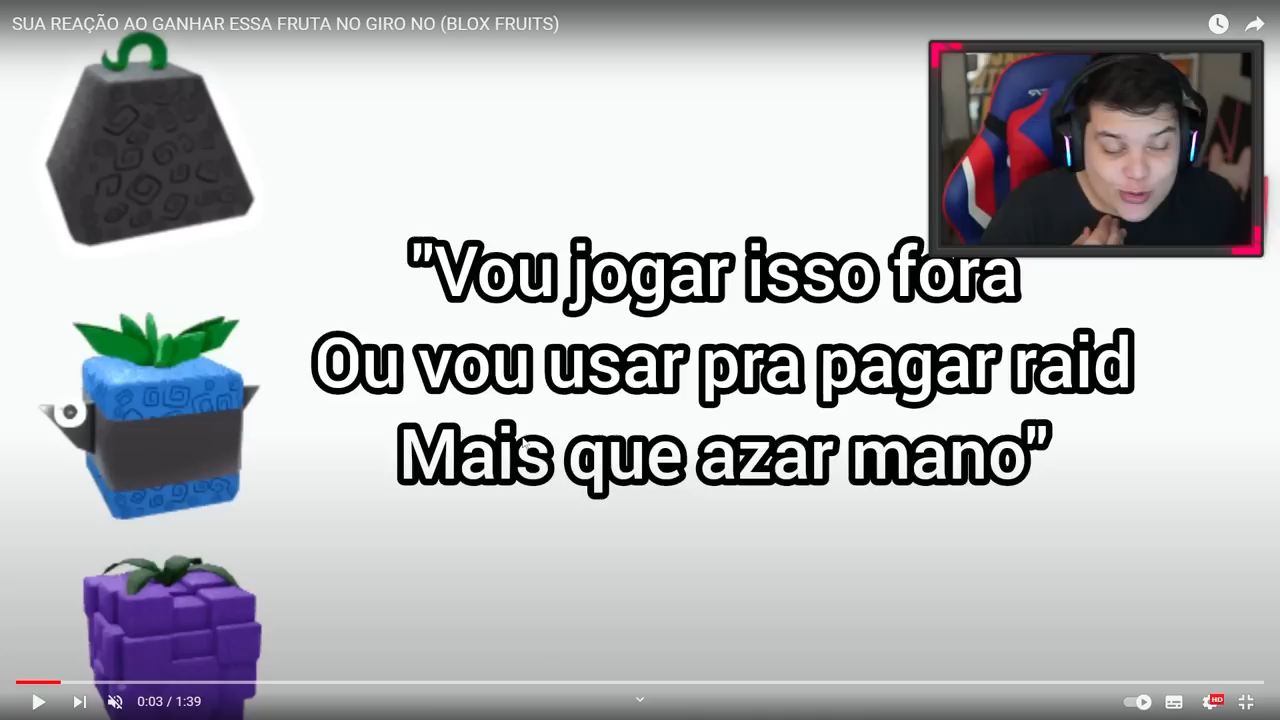 SUA REAÇÃO AO GANHAR ESSA FRUTA NO GIRO NO (BLOX FRUITS)
"Vou jogar isso fora
Ou vou usar pra pagar raid
Mais que azar mano"
0:03 / 1:39
HD